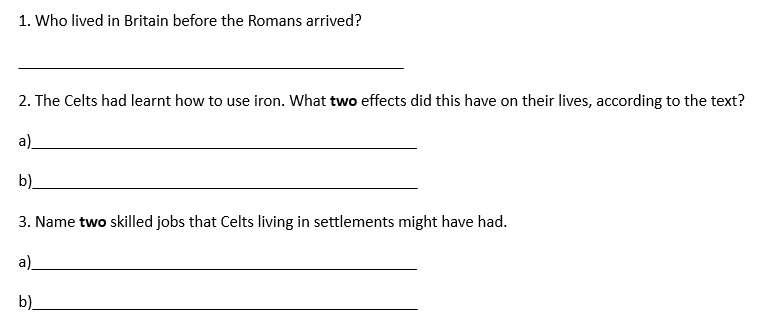 1. Who lived in Britain before the Romans arrived?
2. The Celts had learnt how to use iron. What two effects did this have on their lives, according to the text?
a)
b)
3. Name two skilled jobs that Celts living in settlements might have had.
a)
b)